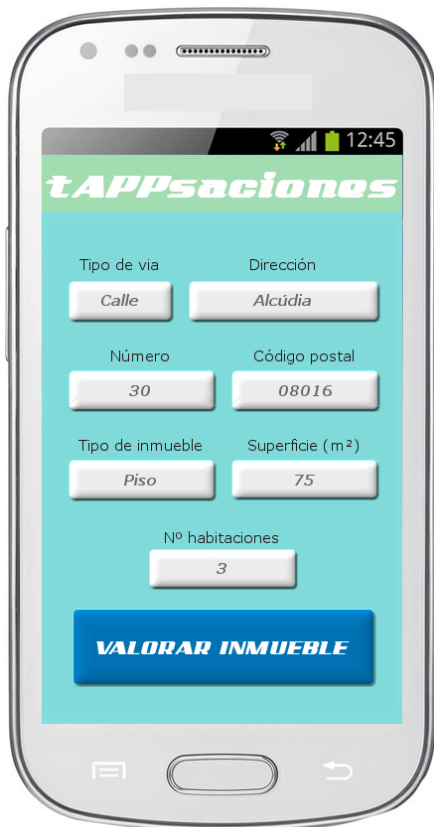 12:45
tAPPsaciones
Tipo de via Dirección
Calle Alcúdia
Número Código postal
30 08016
Tipo de inmueble Superficie (m²)
Piso 75
Nº habitaciones
3
VALORAR INMUEBLE